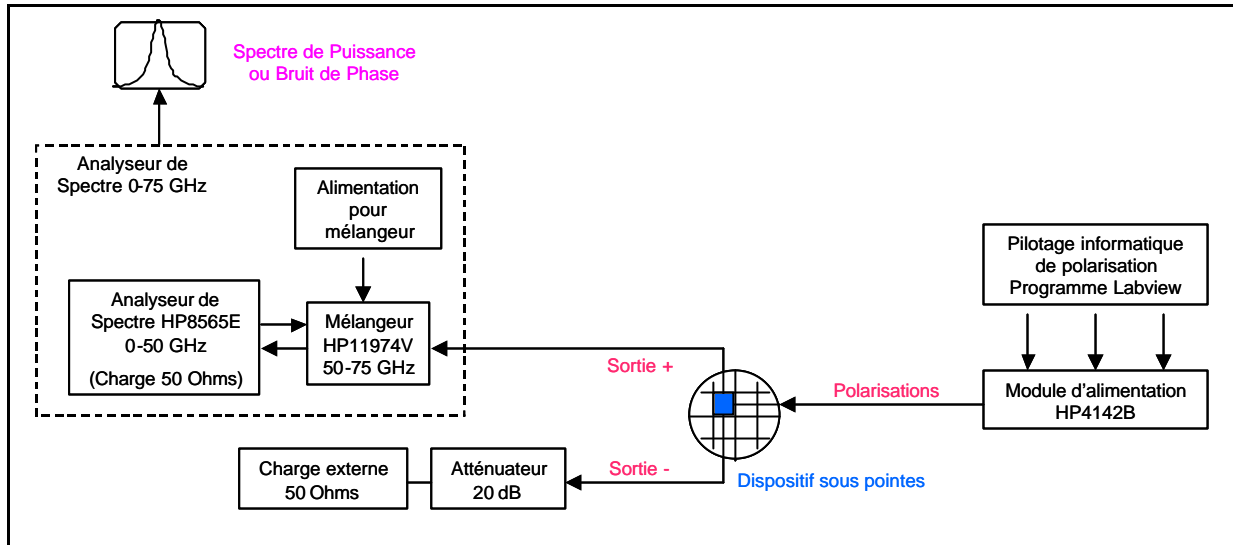 Spectre de Puissance
ou Bruit de Phase
Analyseur de
Spectre 0-75 GHz
Alimentation
pour
mélangeur
Analyseur de
Spectre HP8565E
0-50 GHz
(Charge 50 Ohms)
Mélangeur
HP11974V
50-75 GHz
Sortie +
Pilotage informatique
de polarisation
Programme Labview
Polarisations
Module d'alimentation
HP4142B
Charge externe
50 Ohms
Atténuateur
20 dB
Sortie -
Dispositif sous pointes